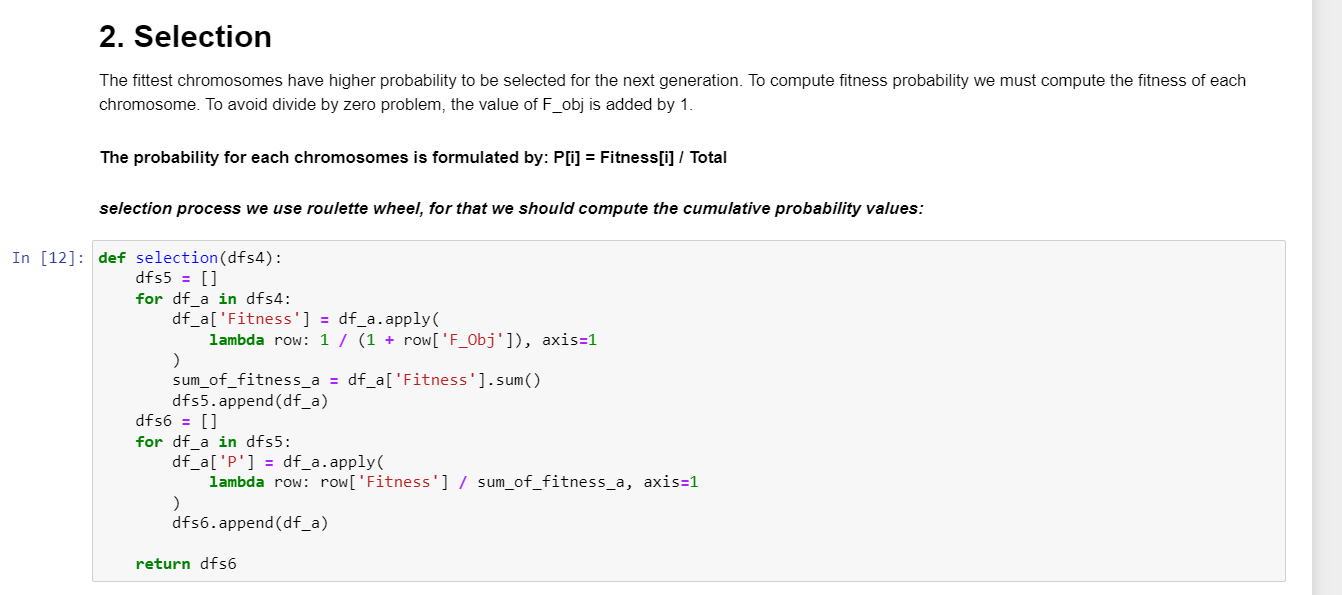 2. Selection
The fittest chromosomes have higher probability to be selected for the next generation. To compute fitness probability we must compute the fitness of each
chromosome. To avoid divide by zero problem, the value of F_obj is added by 1.
The probability for each chromosomes is formulated by: P[i] = Fitness[i] / Total
selection process we use roulette wheel, for that we should compute the cumulative probability values:
In [12]: def selection(dfs4):
    dfs5 = []
    for df_a in dfs4:
        df_a['Fitness'] = df_a.apply(
            lambda row: 1 / (1 + row['F_Obj']), axis=1
        )
        sum_of_fitness_a = df_a['Fitness'].sum()
        dfs5.append(df_a)
    dfs6 = []
    for df_a in dfs5:
        df_a['P'] = df_a.apply(
            lambda row: row['Fitness'] / sum_of_fitness_a, axis=1
        )
        dfs6.append(df_a)
    return dfs6